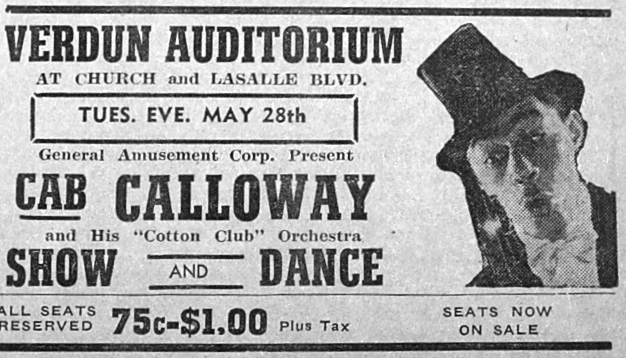 VERDUN AUDITORIUM
AT CHURCH and LASALLE BLVD.
TUES. EVE. MAY 28th
General Amusement Corp. Present
CAB CALLOWAY
and His "Cotton Club" Orchestra
SHOW AND DANCE
ALL SEATS
RESERVED
75c-$1.00 Plus Tax
SEATS NOW
ON SALE